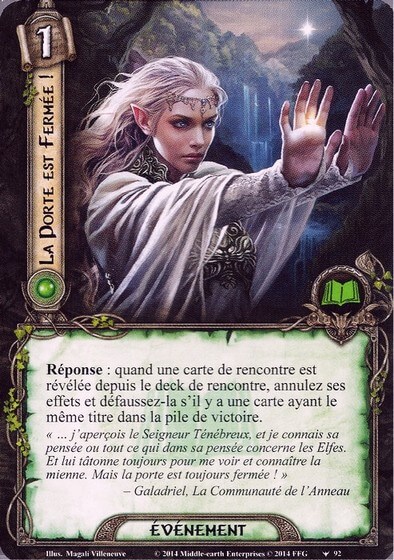 1
La Porte est Fermée !
Réponse : quand une carte de rencontre est
révélée depuis le deck de rencontre, annulez ses
effets et défaussez-la s'il y a une carte ayant le
même titre dans la pile de victoire.
« ... j'aperçois le Seigneur Ténébreux, et je connais sa
pensée ou tout ce qui dans sa pensée concerne les Elfes.
Et lui tâtonne toujours pour me voir et connaître la
mienne. Mais la porte est toujours fermée ! »
– Galadriel, La Communauté de l'Anneau
ÉVÉNEMENT
Illus. Magali Villeneuve © 2014 Middle-earth Enterprises © 2014 FFG 92